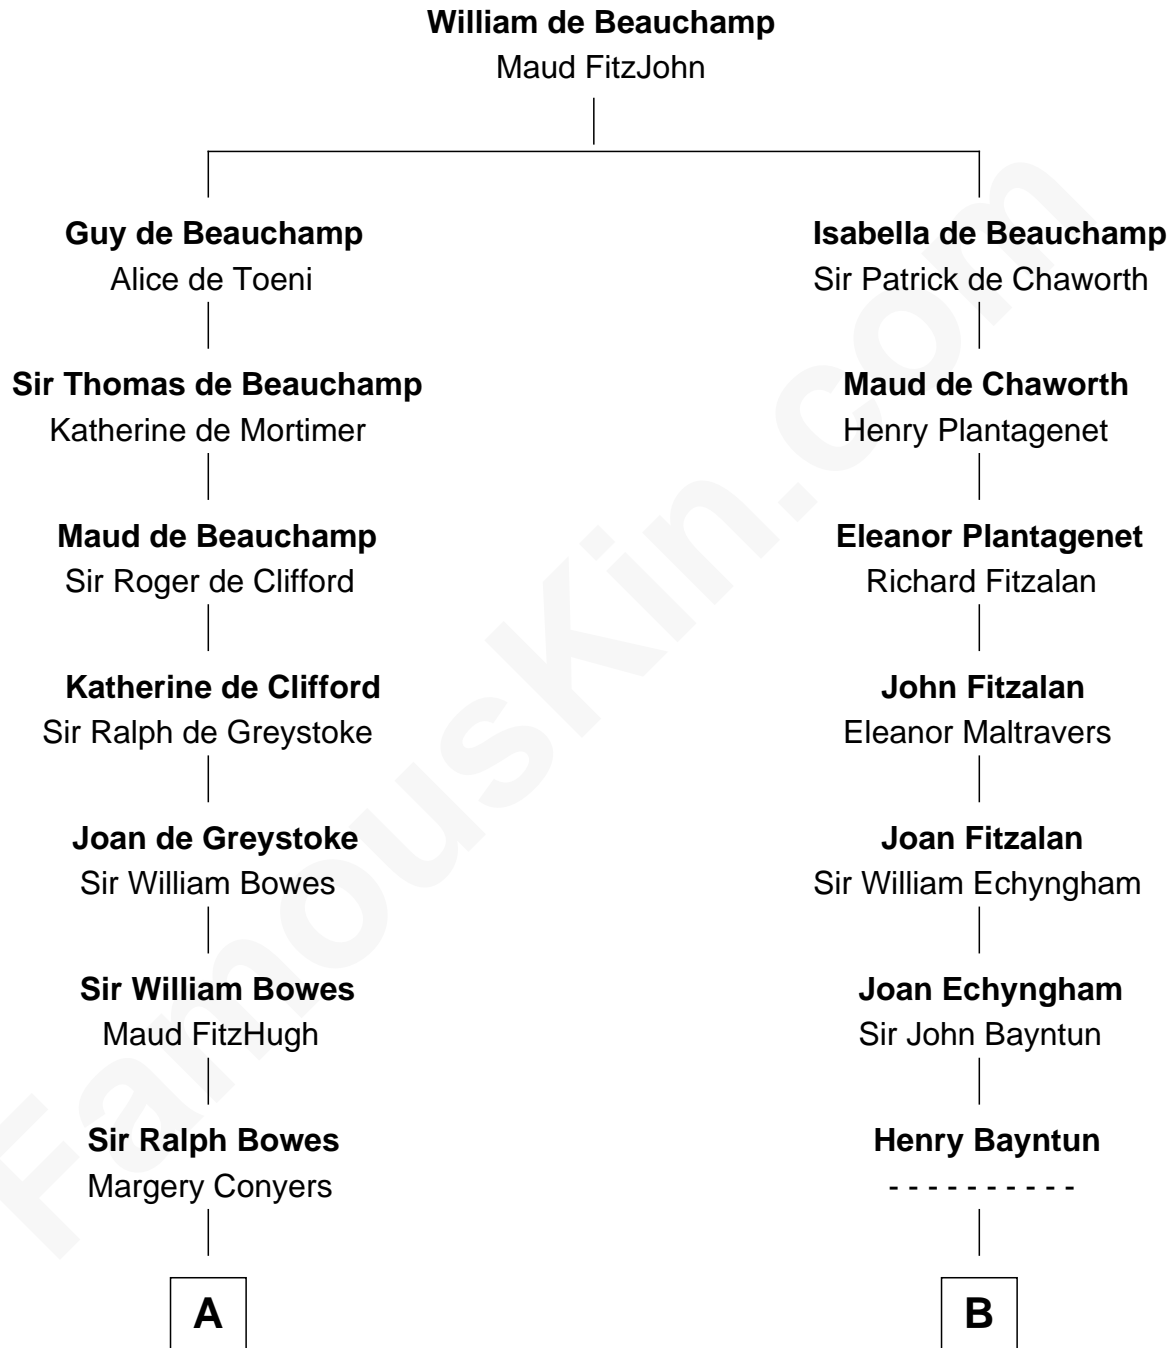 William de Beauchamp
Maud FitzJohn
Guy de Beauchamp
Alice de Toeni
Isabella de Beauchamp
Sir Patrick de Chaworth
Sir Thomas de Beauchamp
Katherine de Mortimer
Maud de Chaworth
Henry Plantagenet
Maud de Beauchamp
Sir Roger de Clifford
Eleanor Plantagenet
Richard Fitzalan
Katherine de Clifford
Sir Ralph de Greystoke
John Fitzalan
Eleanor Maltravers
Joan de Greystoke
Sir William Bowes
Joan Fitzalan
Sir William Echyngham
Sir William Bowes
Maud FitzHugh
Joan Echyngham
Sir John Bayntun
Sir Ralph Bowes
Margery Conyers
Henry Bayntun
- - - - - - - - - -
A
B
FamousKin.com